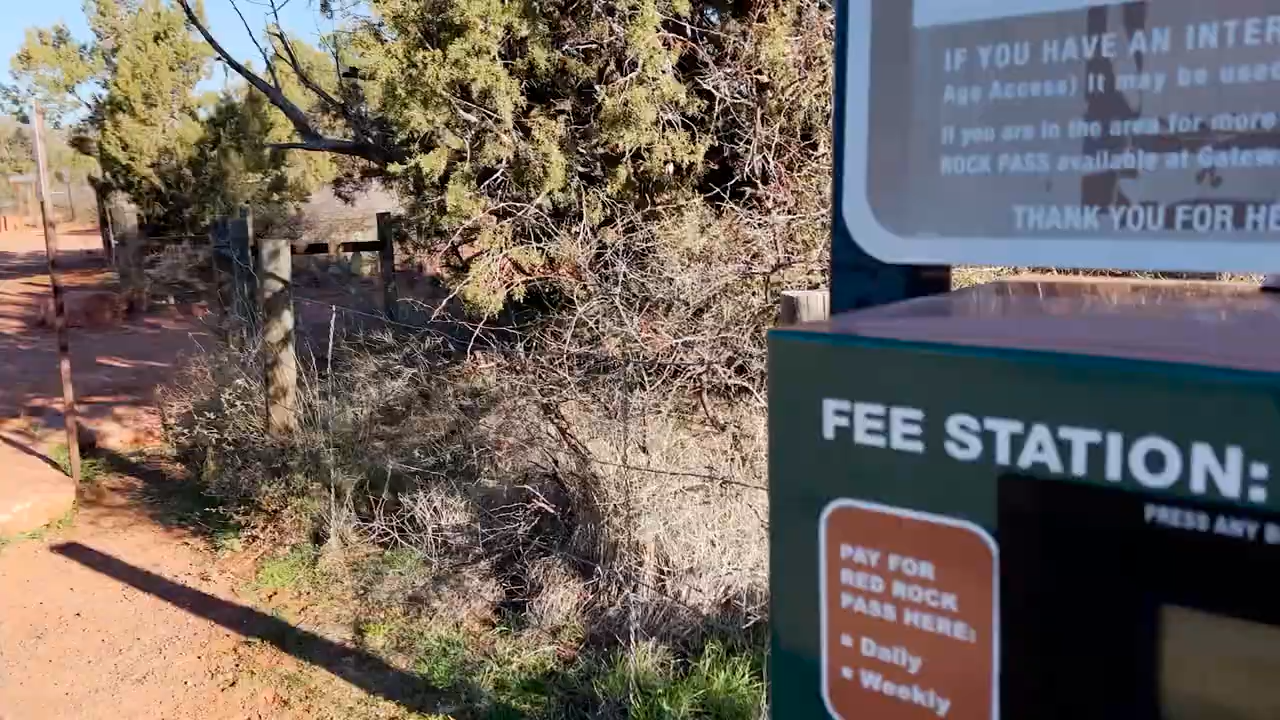 IF YOU HAVE AN INTER
Age Access) It may be used
If you are in the area for more
ROCK PASS available at Gatew
THANK YOU FOR HE
FEE STATION:
PRESS ANY B
PAY FOR
RED ROCK
PASS HERE:
▪ Daily
▪ Weekly